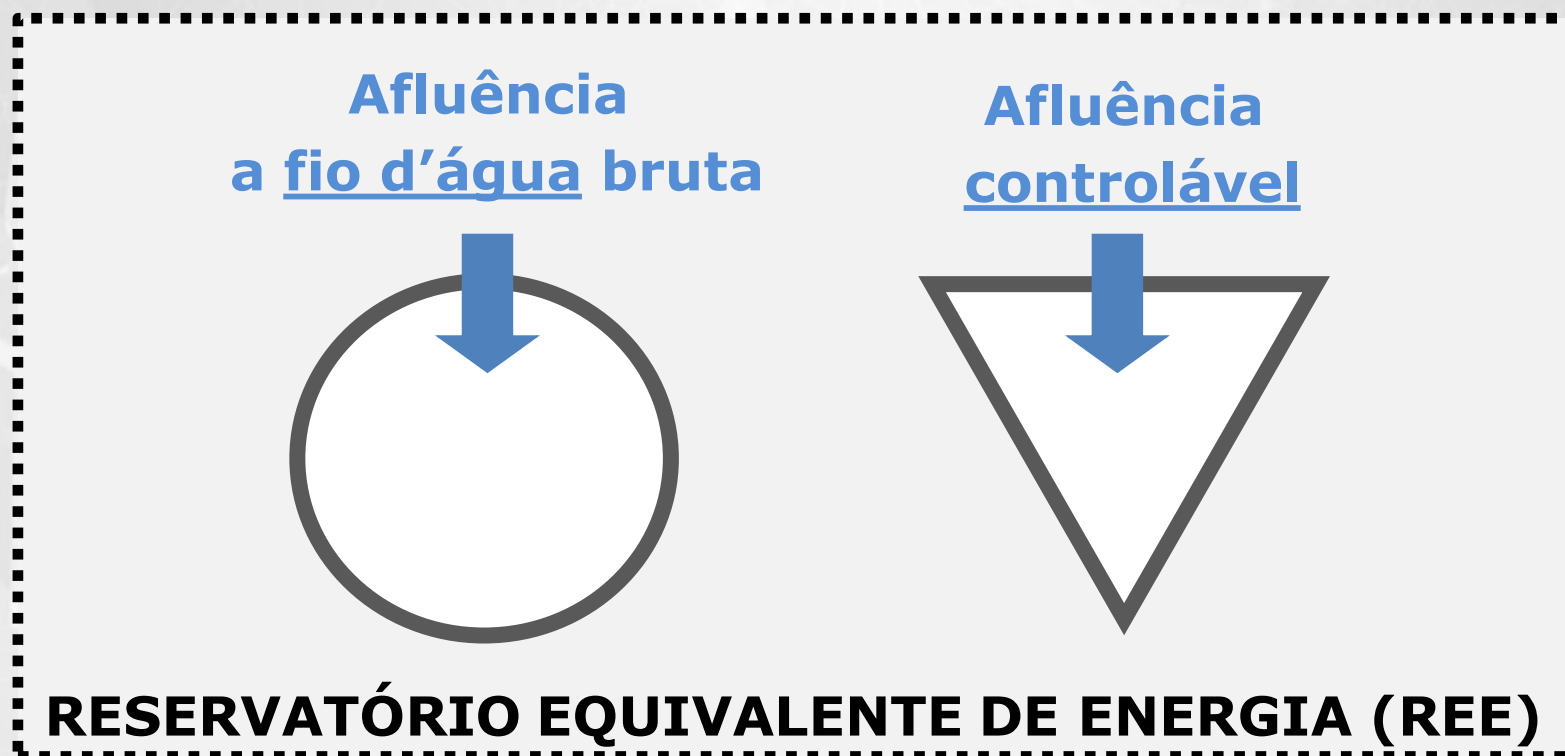 Afluência
a fio d’água bruta
Afluência
controlável
RESERVATÓRIO EQUIVALENTE DE ENERGIA (REE)